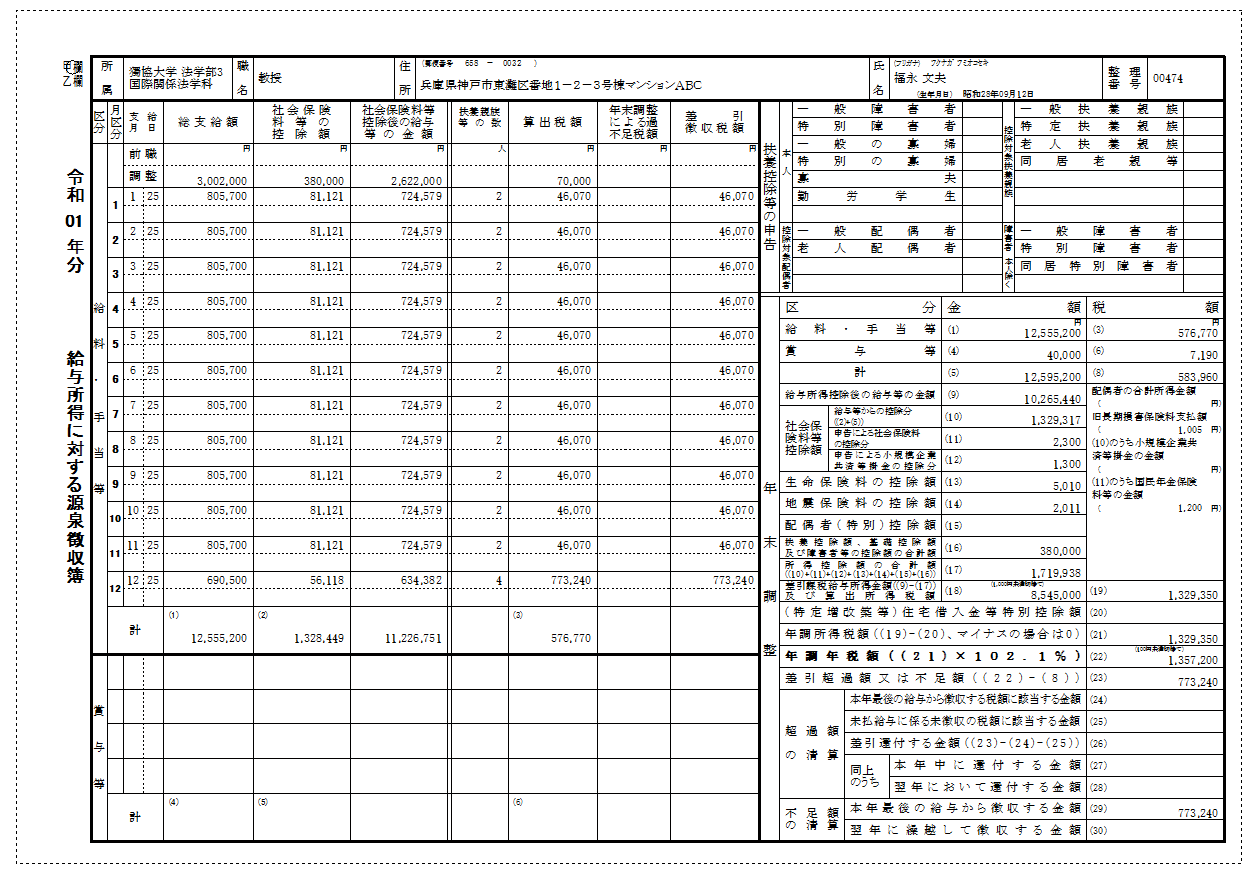 甲欄 乙欄
所属 獨協大学 法学部3 国際関係法学科 職名 教授 住所 (郵便番号 658 － 0032 ) 兵庫県神戸市東灘区番地1－2－3号棟マンションABC 氏名 (フリガナ) フクナガ フミオコセキ 福永 文夫 (生年月日) 昭和28年09月12日 整理番号 00474
令和 01 年分 給与所得に対する源泉徴収簿
区分 月区分 支給月日 総支給額 社会保険料等の控除額 社会保険料等控除後の給与等の金額 扶養親族等の数 算出税額 年末調整による過不足税額 差引徴収税額
前職 円 円 円 人 円 円 円
調整 3,002,000 380,000 2,622,000 70,000
給料・手当等
1 1 25 805,700 81,121 724,579 2 46,070 46,070
2 2 25 805,700 81,121 724,579 2 46,070 46,070
3 3 25 805,700 81,121 724,579 2 46,070 46,070
4 4 25 805,700 81,121 724,579 2 46,070 46,070
5 5 25 805,700 81,121 724,579 2 46,070 46,070
6 6 25 805,700 81,121 724,579 2 46,070 46,070
7 7 25 805,700 81,121 724,579 2 46,070 46,070
8 8 25 805,700 81,121 724,579 2 46,070 46,070
9 9 25 805,700 81,121 724,579 2 46,070 46,070
10 10 25 805,700 81,121 724,579 2 46,070 46,070
11 11 25 805,700 81,121 724,579 2 46,070 46,070
12 12 25 690,500 56,118 634,382 4 773,240 773,240
計 (1) 12,555,200 (2) 1,328,449 11,226,751 (3) 576,770
賞与等
計 (4) (5) (6)
扶養控除等の申告
本人
一般障害者
特別障害者
一般の寡婦
特別の寡婦
寡夫
勤労学生
控除対象配偶者
一般配偶者
老人配偶者
控除対象扶養親族
一般扶養親族
特定扶養親族
老人扶養親族
同居老親等
障害者 本人除く
一般障害者
特別障害者
同居特別障害者
年末調整
区分 金額 税額
給料・手当等 (1) 円 12,555,200 (3) 円 576,770
賞与等 (4) 40,000 (6) 7,190
計 (5) 12,595,200 (8) 583,960
給与所得控除後の給与等の金額 (9) 10,265,440
社会保険料等控除額
給与等からの控除分((2)+(5)) (10) 1,329,317
申告による社会保険料の控除分 (11) 2,300
申告による小規模企業共済等掛金の控除分 (12) 1,300
生命保険料の控除額 (13) 5,010
地震保険料の控除額 (14) 2,011
配偶者(特別)控除額 (15)
扶養控除額、基礎控除額及び障害者等の控除額の合計額 (16) 380,000
所得控除額の合計額((10)+(11)+(12)+(13)+(14)+(15)+(16)) (17) 1,719,938
配偶者の合計所得金額
( 円)
旧長期損害保険料支払額
( 1,005 円)
(10)のうち小規模企業共済等掛金の金額
( 円)
(11)のうち国民年金保険料等の金額
( 1,200 円)
差引課税給与所得金額((9)-(17))及び算出所得税額 (18) (1,000円未満切捨て) 8,545,000 (19) 1,329,350
(特定増改築等)住宅借入金等特別控除額 (20)
年調所得税額((19)-(20)、マイナスの場合は0) (21) 1,329,350
年調年税額((21)×102.1%) (22) (100円未満切捨て) 1,357,200
差引超過額又は不足額((22)-(8)) (23) 773,240
超過額の清算
本年最後の給与から徴収する税額に該当する金額 (24)
未払給与に係る未徴収の税額に該当する金額 (25)
差引還付する金額((23)-(24)-(25)) (26)
同上のうち
本年中に還付する金額 (27)
翌年において還付する金額 (28)
不足額の清算
本年最後の給与から徴収する金額 (29) 773,240
翌年に繰越して徴収する金額 (30)